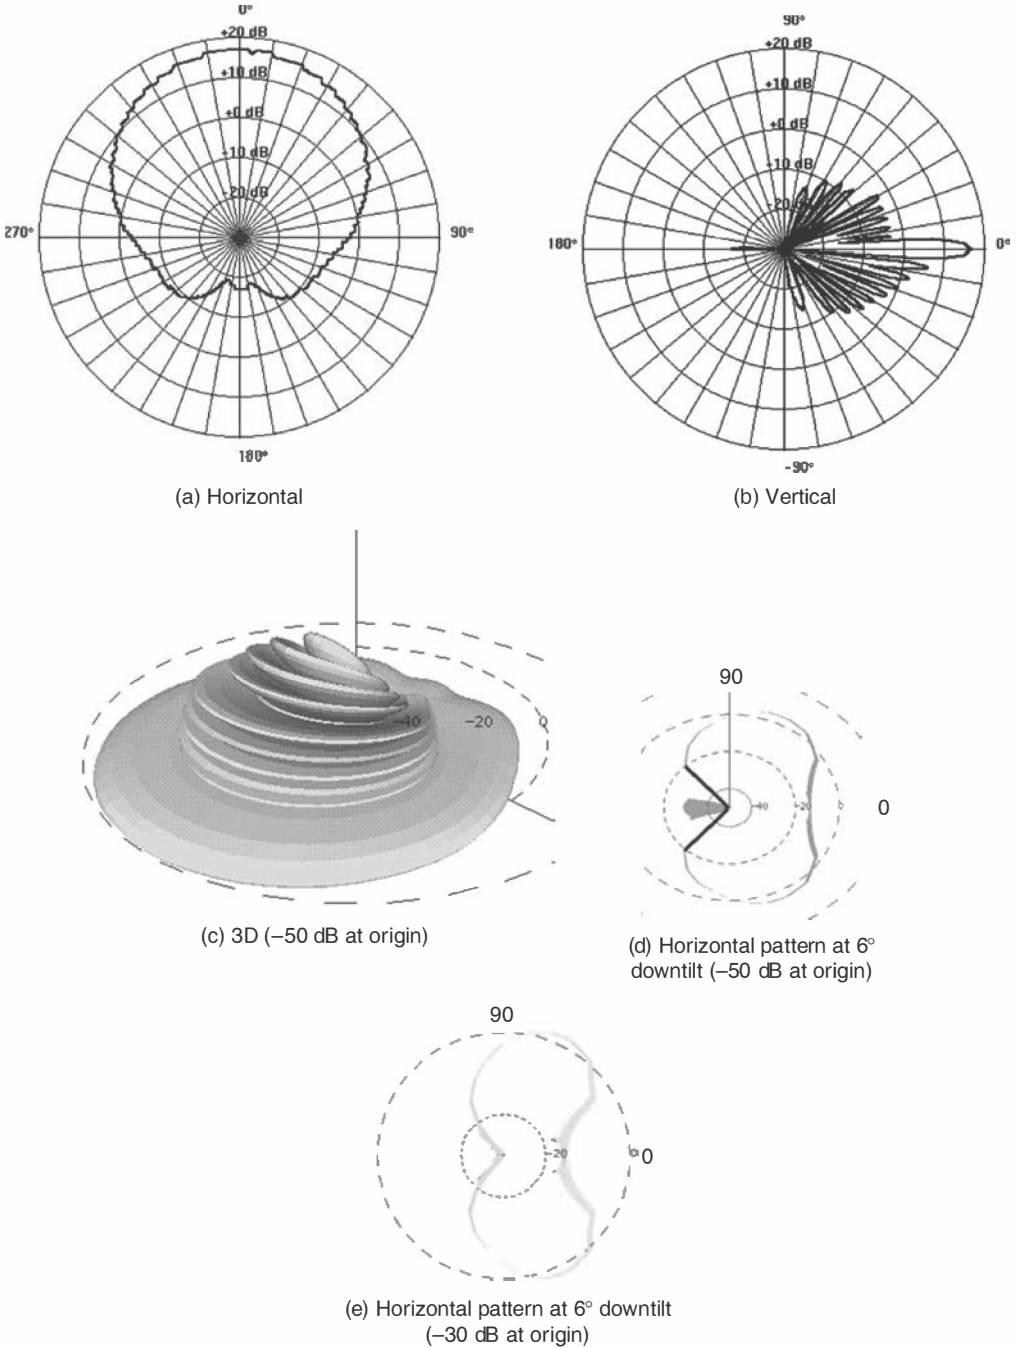 0°
+20 dB
+10 dB
+0 dB
-10 dB
-20 dB
270°
90°
180°
(a) Horizontal
90°
+20 dB
+10 dB
+0 dB
-10 dB
-20
180°
0°
-90°
(b) Vertical
-40
-20
0
(c) 3D (−50 dB at origin)
90
-40
-20
0
0
(d) Horizontal pattern at 6°
downtilt (−50 dB at origin)
90
-20
0
(e) Horizontal pattern at 6° downtilt
(−30 dB at origin)